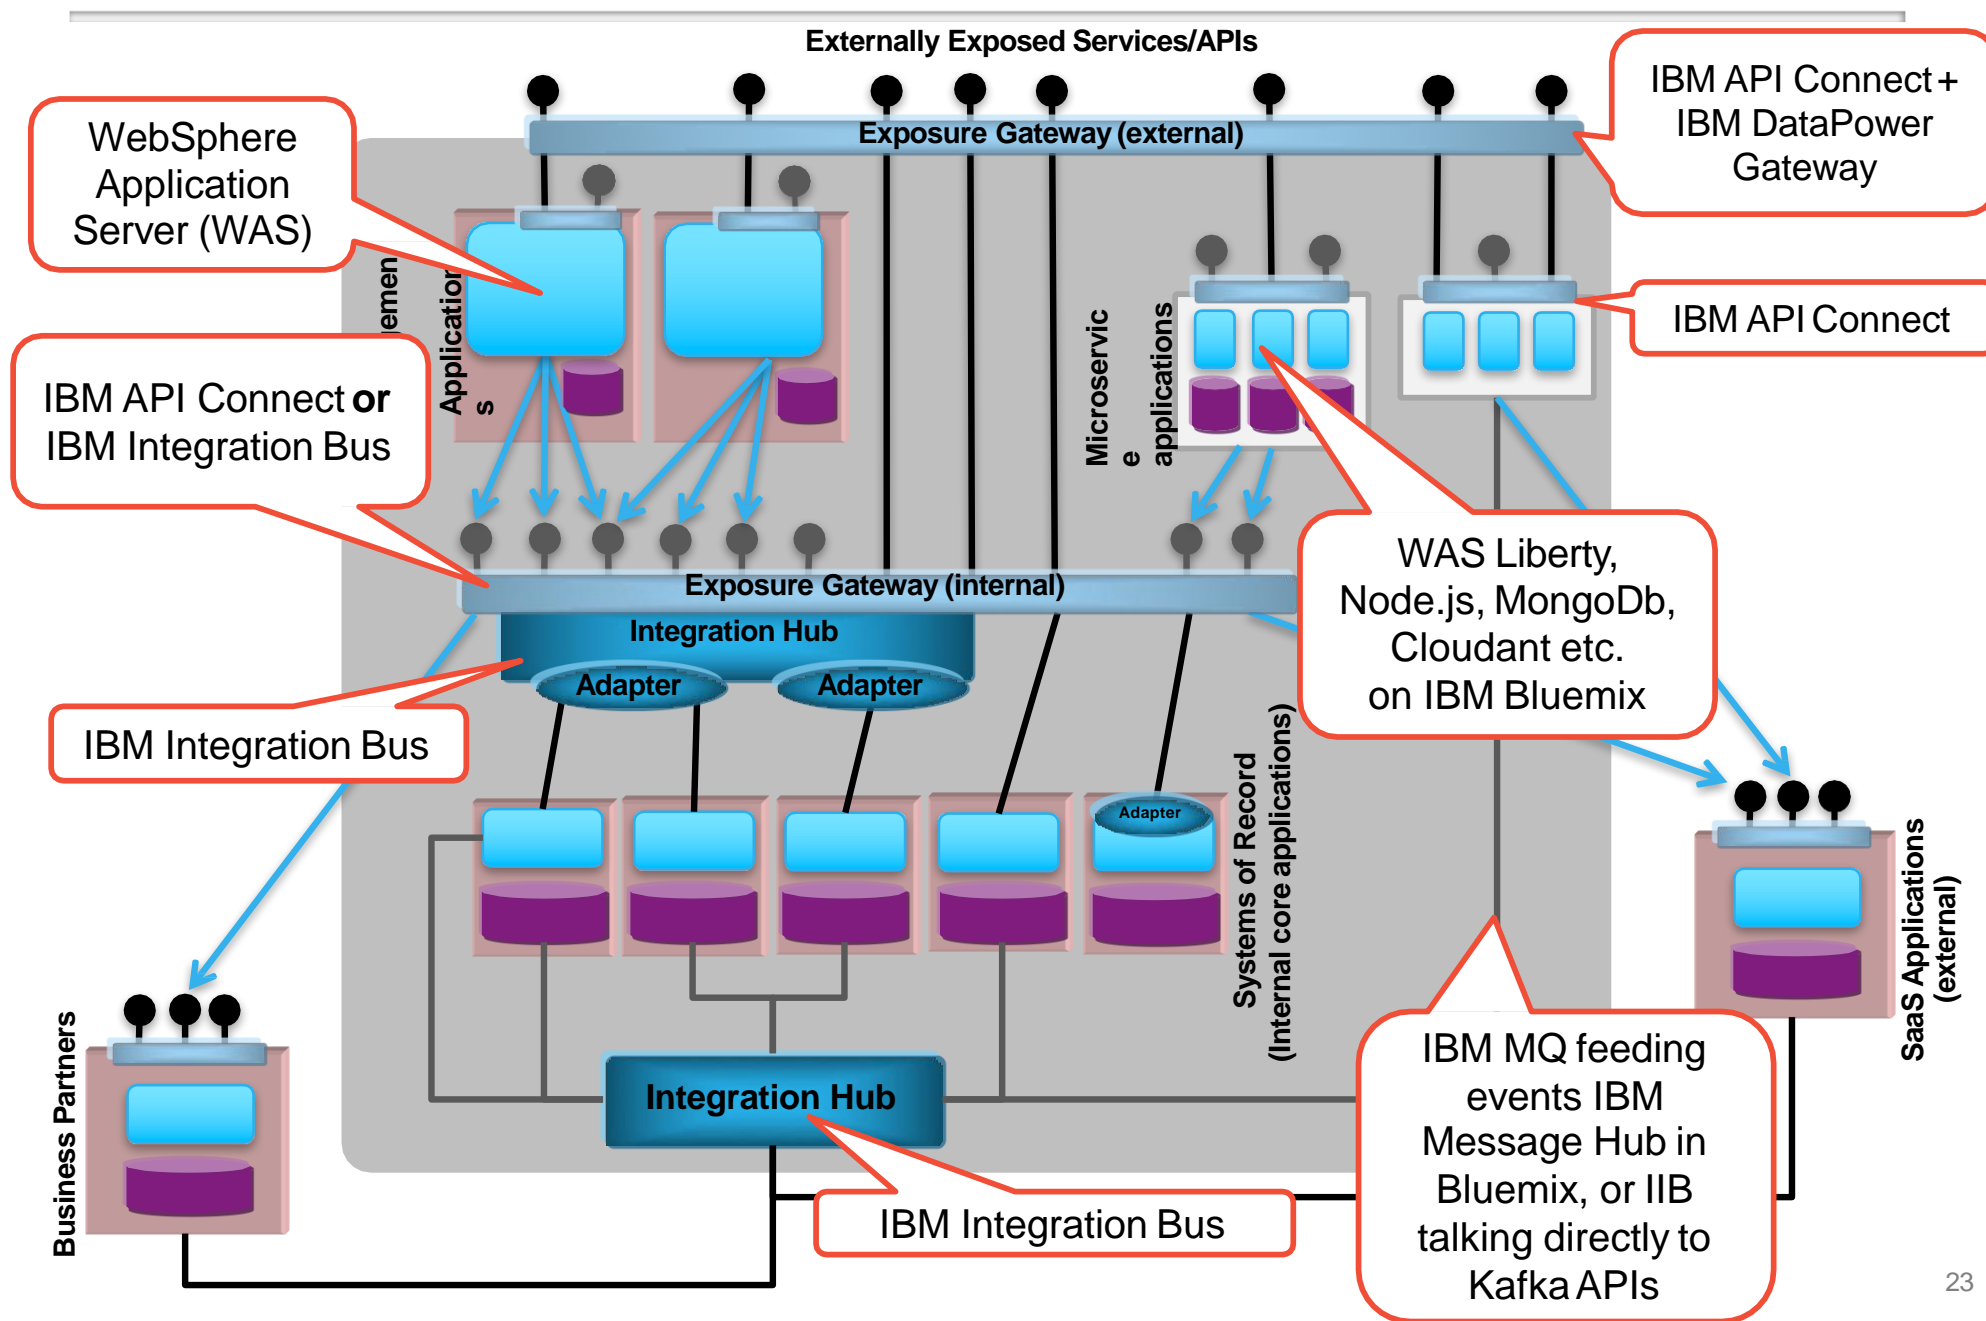 Externally Exposed Services/APIs
IBM API Connect +
IBM DataPower
Gateway
Exposure Gateway (external)
WebSphere
Application
Server (WAS)
Application
s
IBM API Connect
Microservic
e
applications
IBM API Connect or
IBM Integration Bus
WAS Liberty,
Node.js, MongoDb,
Cloudant etc.
on IBM Bluemix
Exposure Gateway (internal)
Integration Hub
Adapter
Adapter
IBM Integration Bus
Adapter
Systems of Record
(Internal core applications)
SaaS Applications
(external)
Business Partners
Integration Hub
IBM MQ feeding
events IBM
Message Hub in
Bluemix, or IIB
talking directly to
Kafka APIs
IBM Integration Bus
23